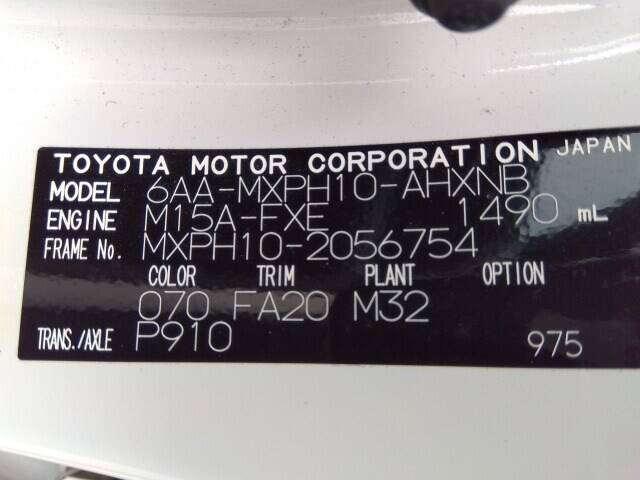 TOYOTA MOTOR CORPORATION JAPAN
MODEL 6AA-MXPH10-AHXNB
ENGINE M15A-FXE 1490 mL
FRAME No. MXPH10-2056754
COLOR TRIM PLANT OPTION
070 FA20 M32
TRANS./AXLE P910 975